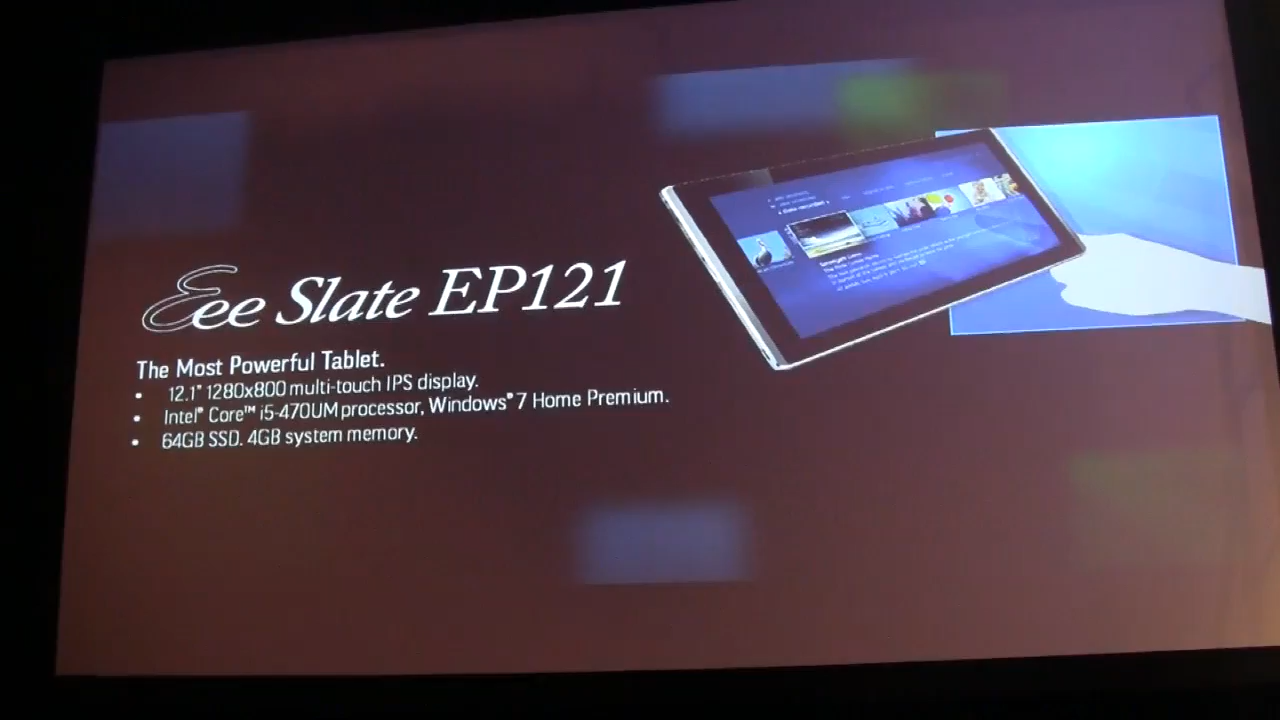 Eee Slate EP121
The Most Powerful Tablet.
• 12.1" 1280x800 multi-touch IPS display.
• Intel® Core™ i5-470UM processor, Windows® 7 Home Premium.
• 64GB SSD. 4GB system memory.